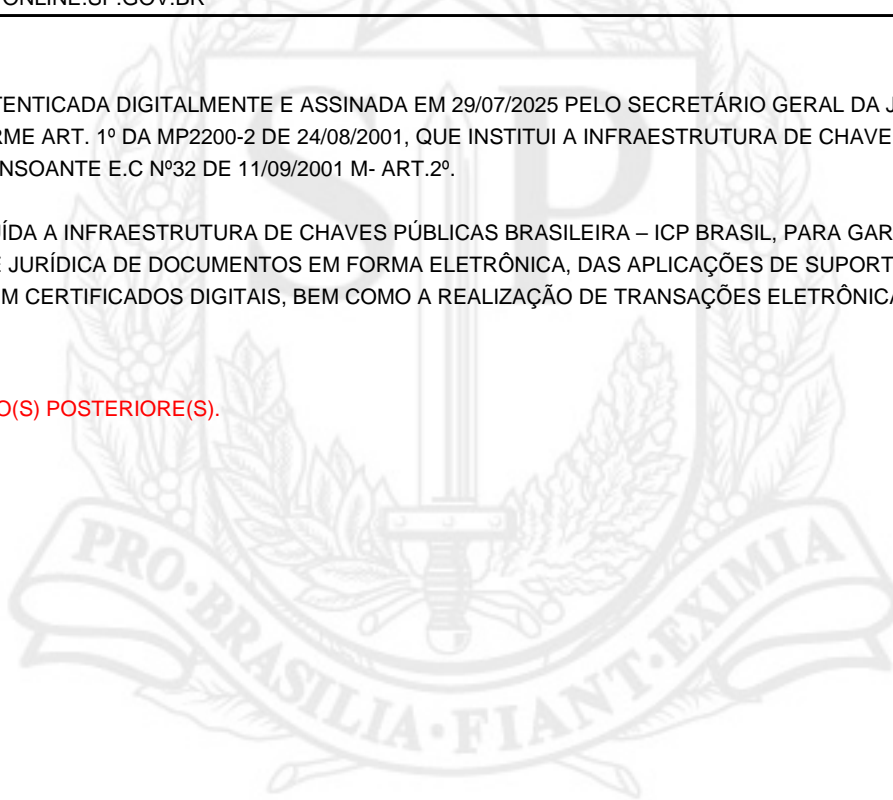 ONLINE.SP.GOV.BR
TENTICADA DIGITALMENTE E ASSINADA EM 29/07/2025 PELO SECRETÁRIO GERAL DA J
RME ART. 1º DA MP2200-2 DE 24/08/2001, QUE INSTITUI A INFRAESTRUTURA DE CHAVE
NSOANTE E.C Nº32 DE 11/09/2001 M- ART.2º.
UÍDA A INFRAESTRUTURA DE CHAVES PÚBLICAS BRASILEIRA – ICP BRASIL, PARA GAR
E JURÍDICA DE DOCUMENTOS EM FORMA ELETRÔNICA, DAS APLICAÇÕES DE SUPORT
M CERTIFICADOS DIGITAIS, BEM COMO A REALIZAÇÃO DE TRANSAÇÕES ELETRÔNICA
O(S) POSTERIORE(S).
SP
PRO·BRASILIA·FIANT·EXIMIA